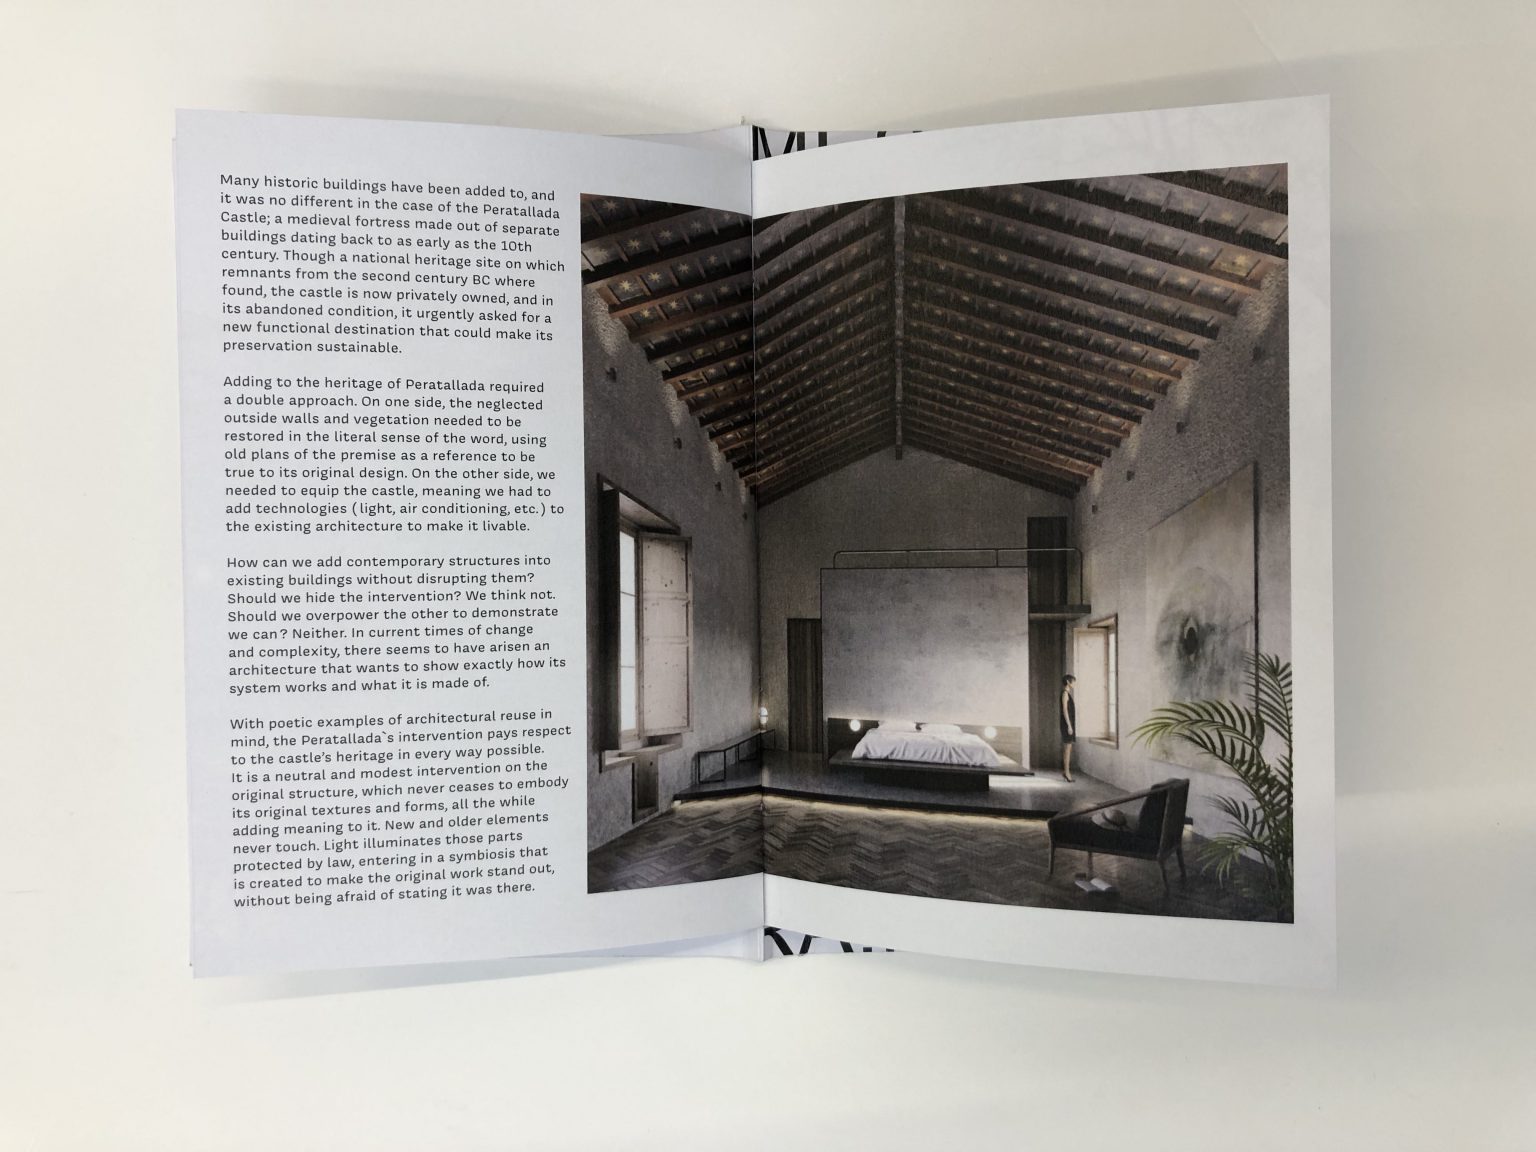 Many historic buildings have been added to, and
it was no different in the case of the Peratallada
Castle; a medieval fortress made out of separate
buildings dating back to as early as the 10th
century. Though a national heritage site on which
remnants from the second century BC where
found, the castle is now privately owned, and in
its abandoned condition, it urgently asked for a
new functional destination that could make its
preservation sustainable.
Adding to the heritage of Peratallada required
a double approach. On one side, the neglected
outside walls and vegetation needed to be
restored in the literal sense of the word, using
old plans of the premise as a reference to be
true to its original design. On the other side, we
needed to equip the castle, meaning we had to
add technologies (light, air conditioning, etc.) to
the existing architecture to make it livable.
How can we add contemporary structures into
existing buildings without disrupting them?
Should we hide the intervention? We think not.
Should we overpower the other to demonstrate
we can? Neither. In current times of change
and complexity, there seems to have arisen an
architecture that wants to show exactly how its
system works and what it is made of.
With poetic examples of architectural reuse in
mind, the Peratallada`s intervention pays respect
to the castle's heritage in every way possible.
It is a neutral and modest intervention on the
original structure, which never ceases to embody
its original textures and forms, all the while
adding meaning to it. New and older elements
never touch. Light illuminates those parts
protected by law, entering in a symbiosis that
is created to make the original work stand out,
without being afraid of stating it was there.